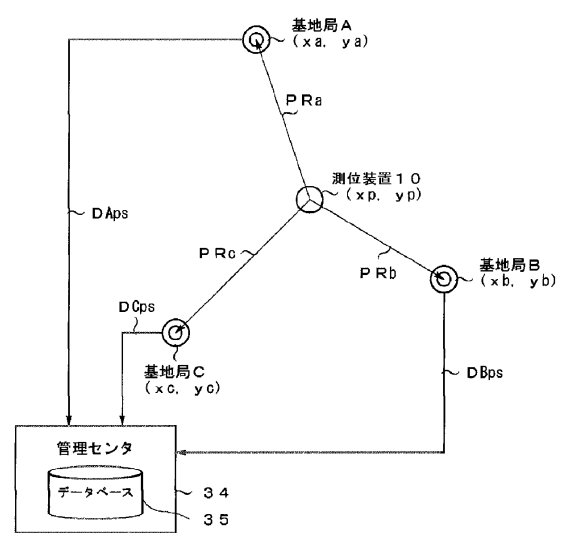 基地局A
(xa, ya)
PRa
測位装置10
(xp, yp)
DAps
PRc
PRb
基地局B
(xb, yb)
DCps
基地局C
(xc, yc)
DBps
管理センタ
データベース
34
35